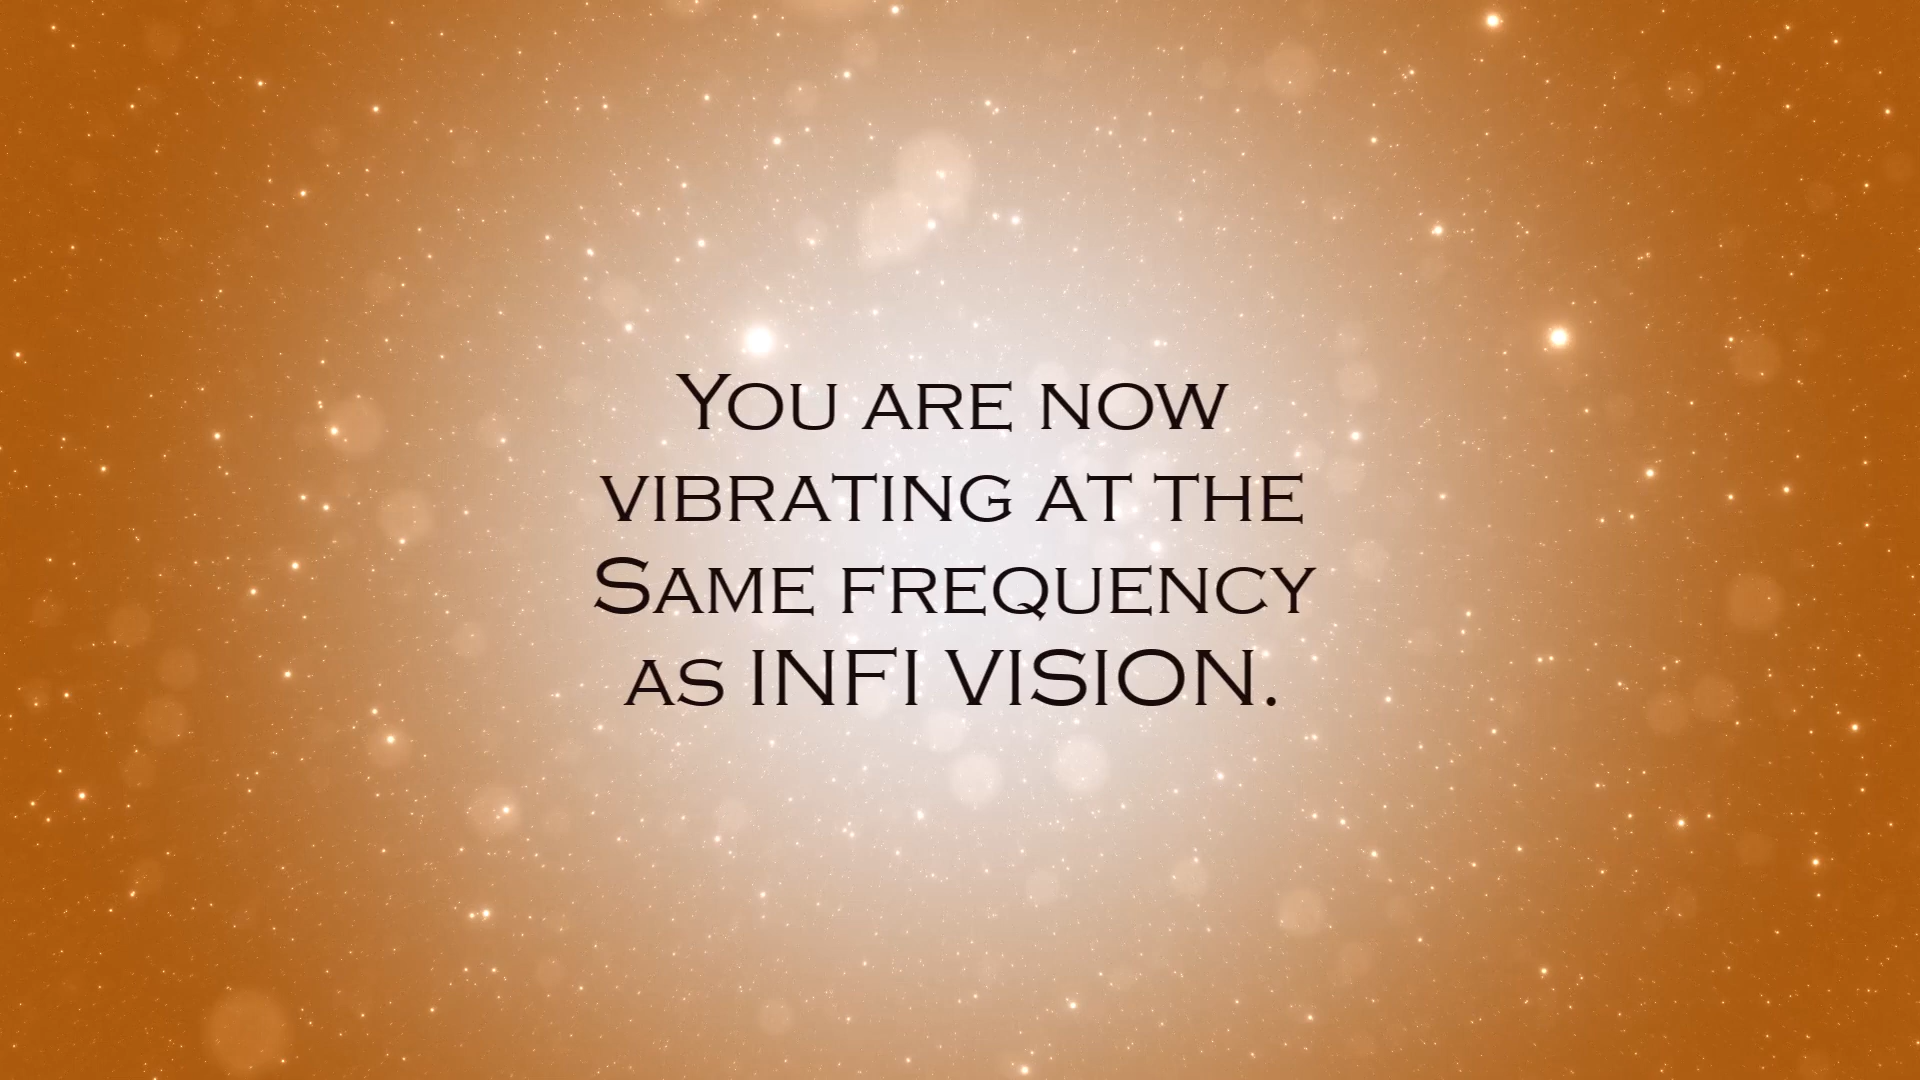 You are now
vibrating at the
Same frequency
as INFI VISION.